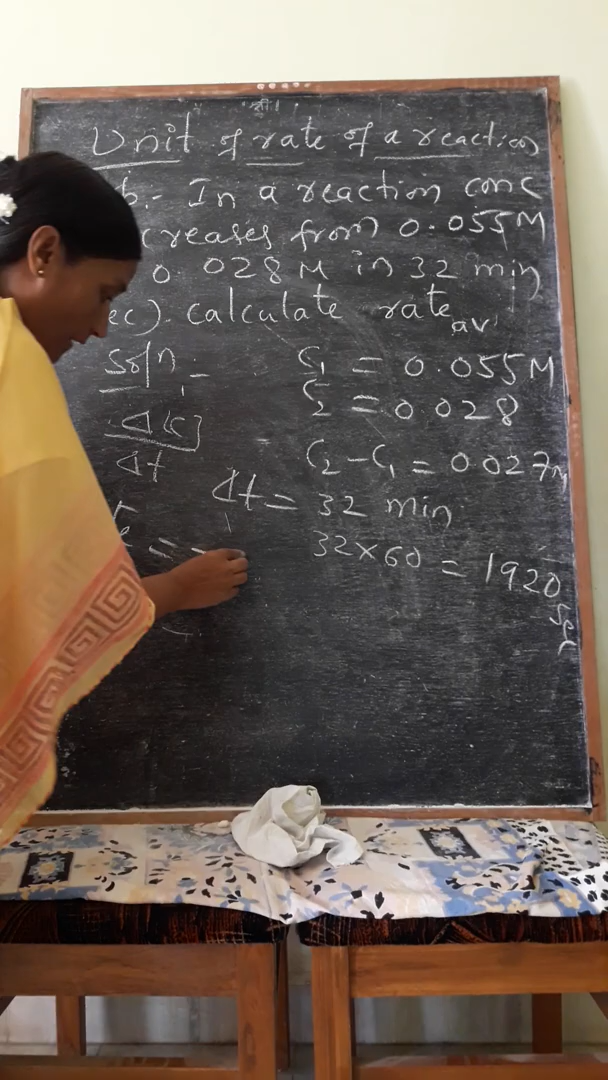 Unit of rate of a reaction
b:- In a reaction conc
creases from 0.055M
0.028M in 32 min
ec). calculate rate av
Soln:-
C1 = 0.055M
C2 = 0.028
Δ[C]
Δt
C2-C1 = 0.027M
Δt = 32 min
32×60 = 1920 Sec
= -